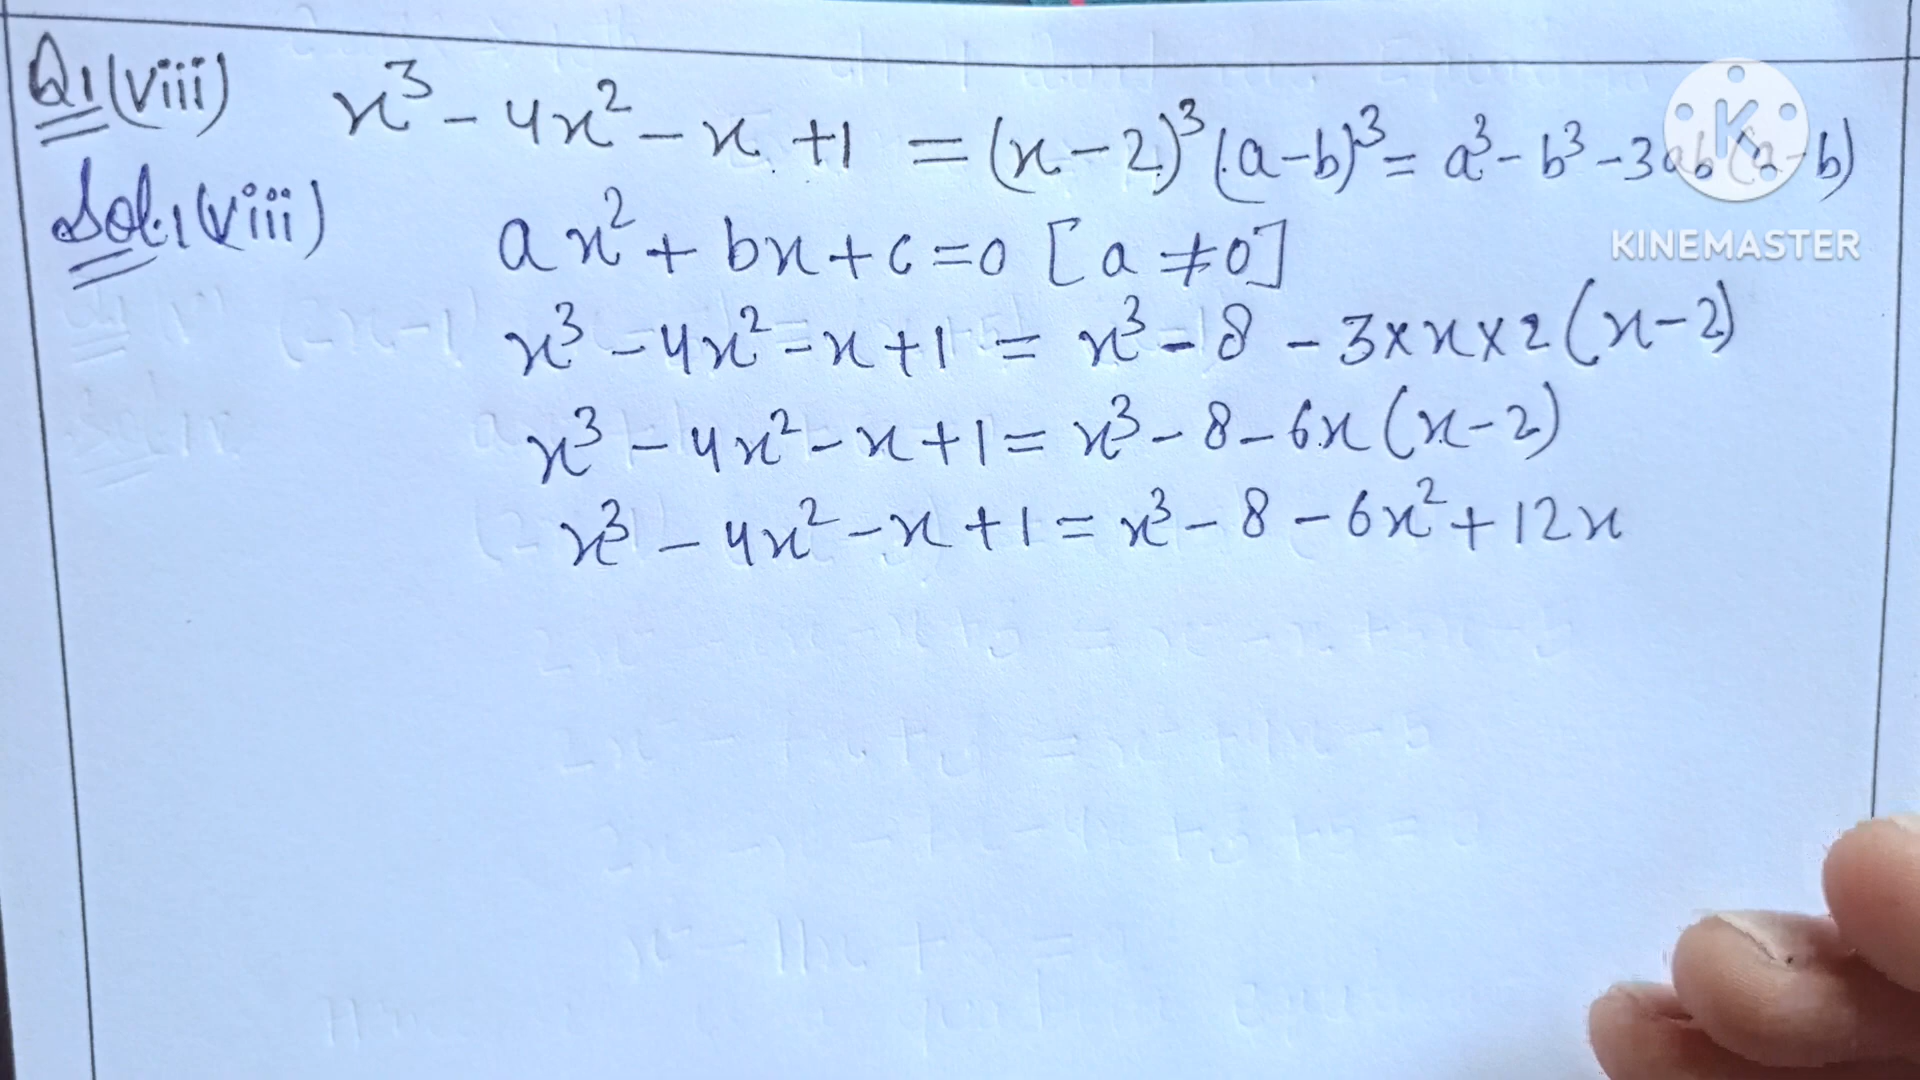 Q1(viii) x³ - 4x² - x + 1 = (x-2)³ (a-b)³ = a³ - b³ - 3ab(a-b)
Sol.1(viii) ax² + bx + c = 0 [a ≠ 0]
KINEMASTER
x³ - 4x² - x + 1 = x³ - 8 - 3×x×2(x-2)
x³ - 4x² - x + 1 = x³ - 8 - 6x(x-2)
x³ - 4x² - x + 1 = x³ - 8 - 6x² + 12x